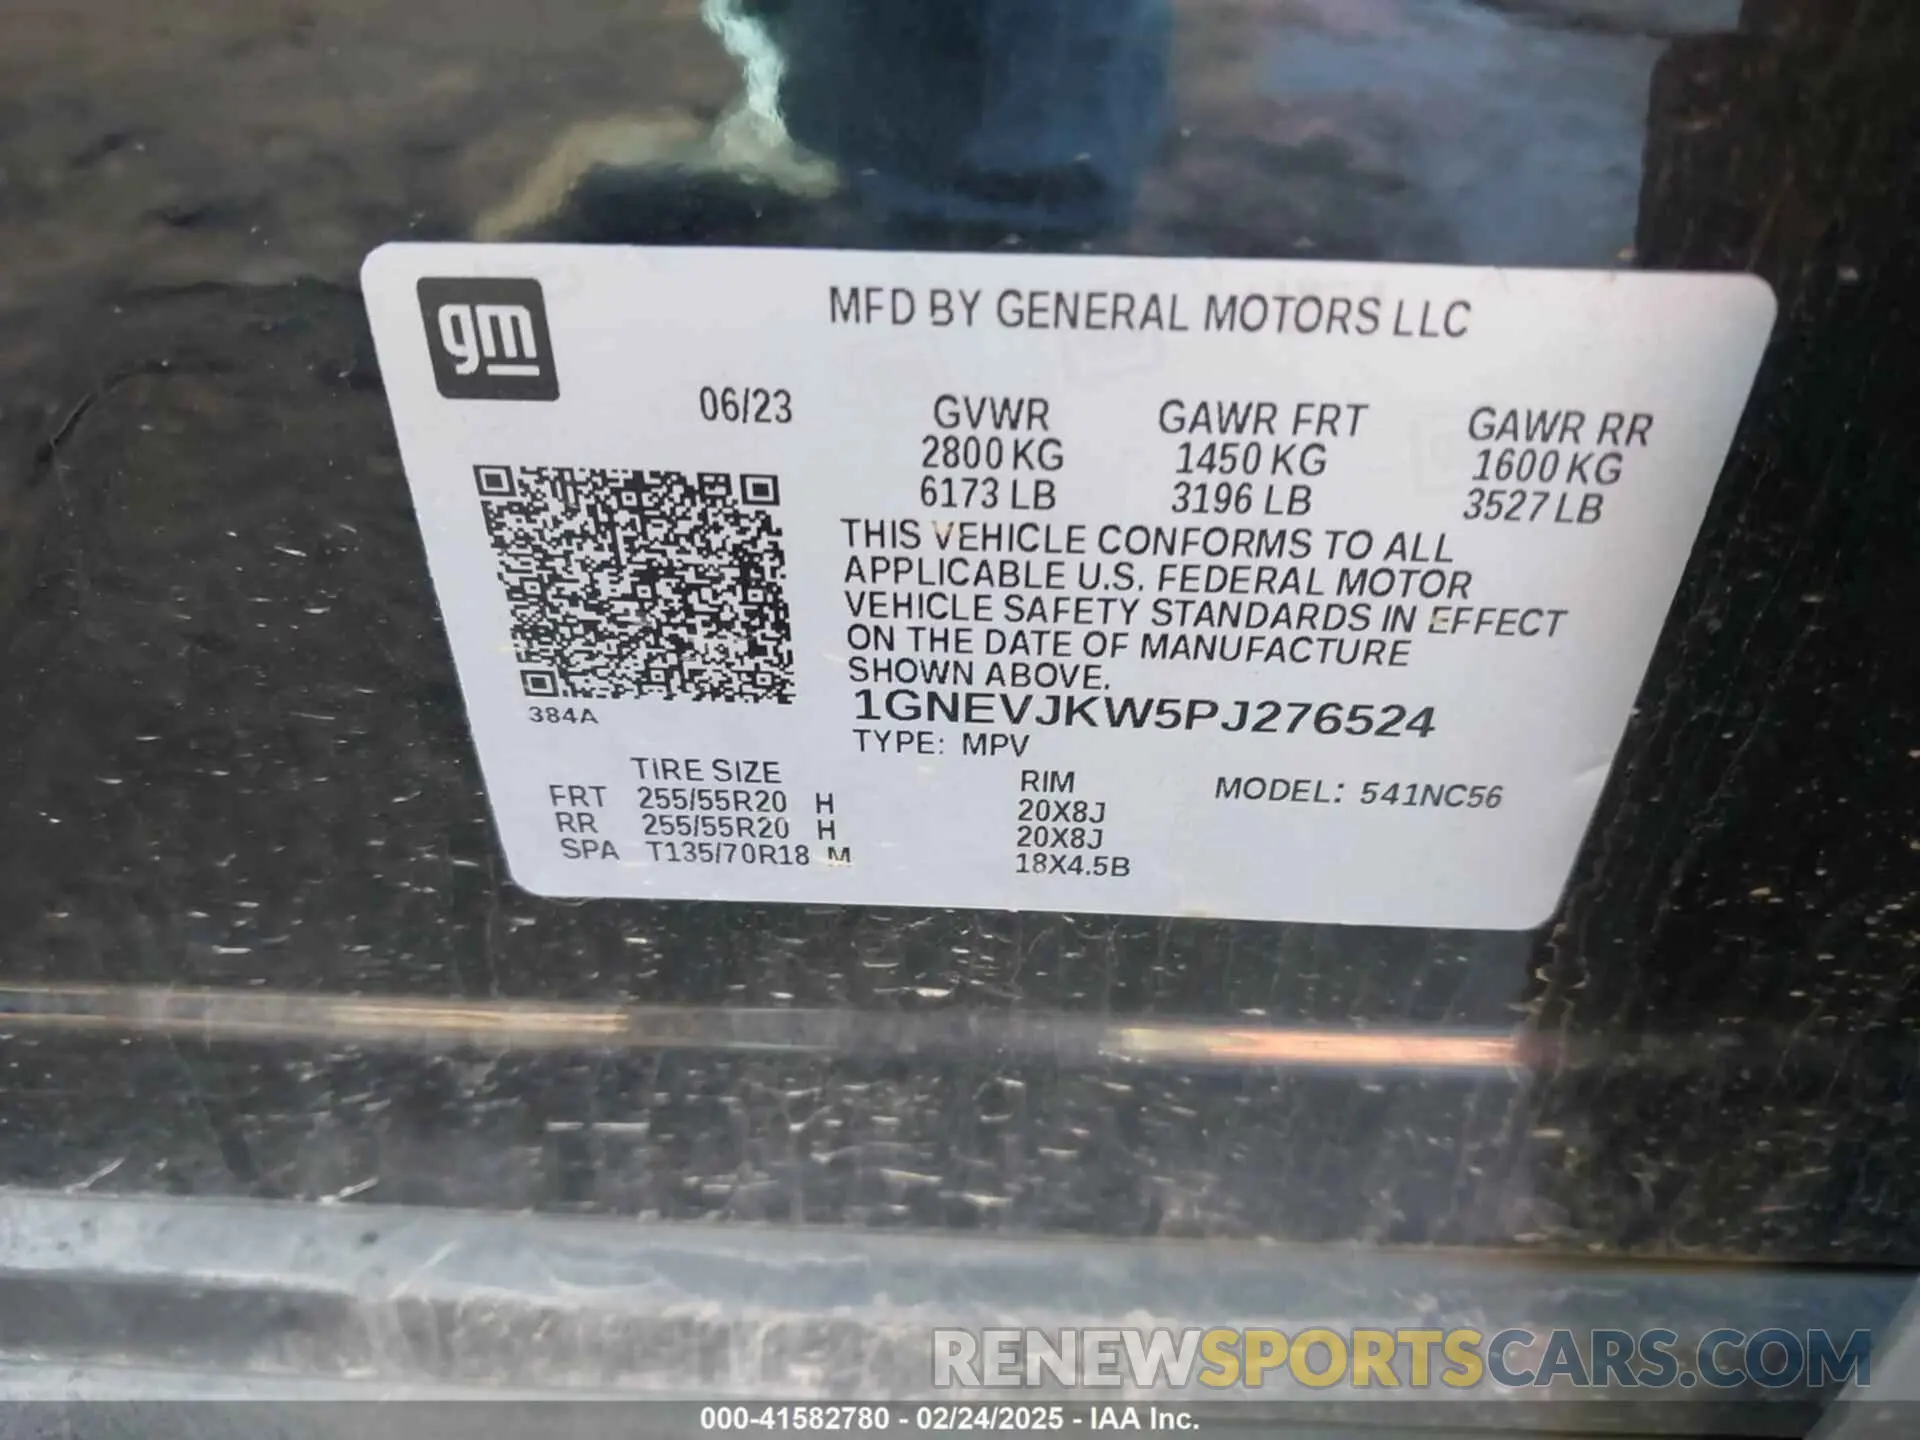 gm
MFD BY GENERAL MOTORS LLC
06/23
GVWR GAWR FRT GAWR RR
2800 KG 1450 KG 1600 KG
6173 LB 3196 LB 3527 LB
THIS VEHICLE CONFORMS TO ALL
APPLICABLE U.S. FEDERAL MOTOR
VEHICLE SAFETY STANDARDS IN EFFECT
ON THE DATE OF MANUFACTURE
SHOWN ABOVE.
1GNEVJKW5PJ276524
384A
TYPE: MPV
TIRE SIZE RIM MODEL: 541NC56
FRT 255/55R20 H 20X8J
RR 255/55R20 H 20X8J
SPA T135/70R18 M 18X4.5B
RENEWSPORTSCARS.COM
000-41582780 - 02/24/2025 - IAA Inc.